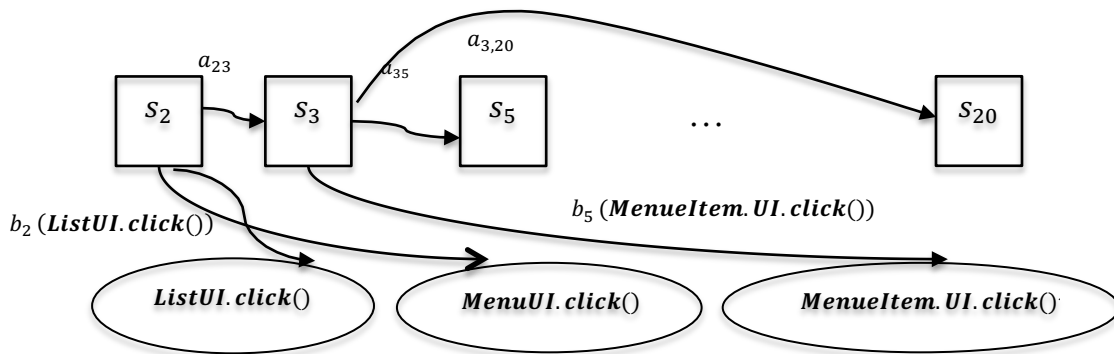 a₃,₂₀
a₂₃
a₃₅
s₂ s₃ s₅ … s₂₀
b₅ (MenueItem.UI.click())
b₂ (ListUI.click())
ListUI.click() MenuUI.click() MenueItem.UI.click()